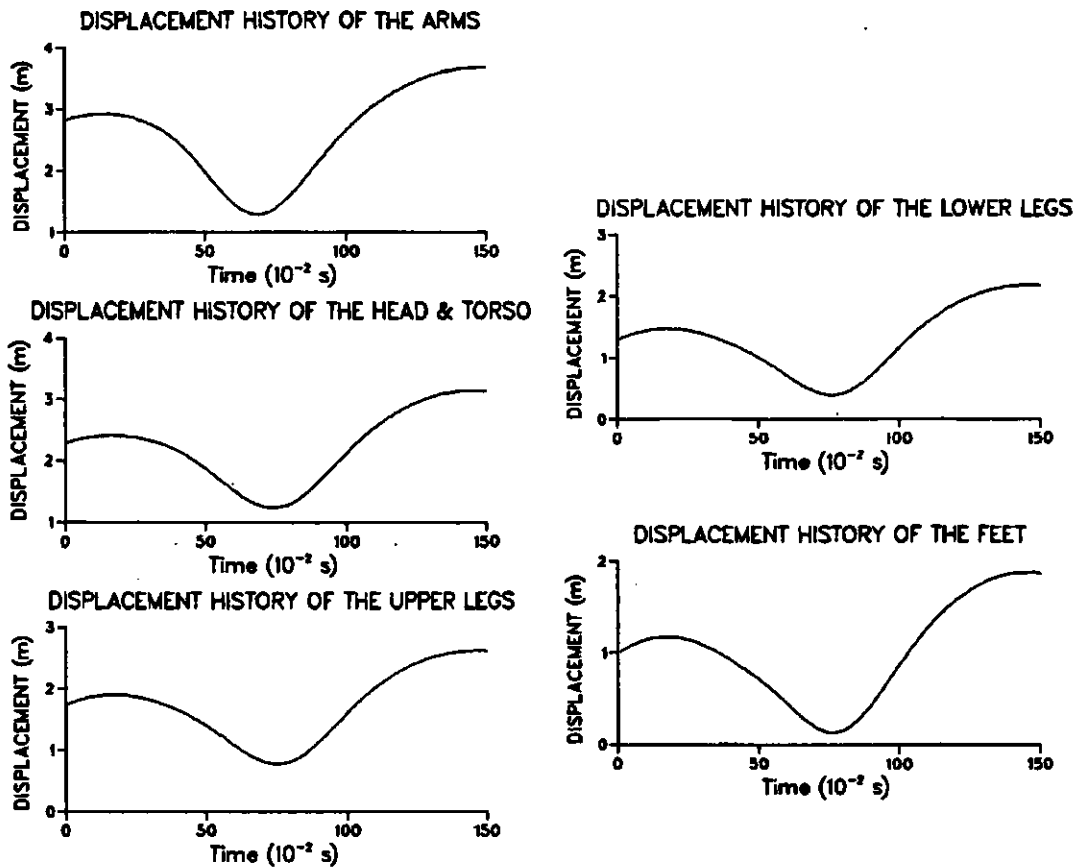 DISPLACEMENT HISTORY OF THE ARMS
DISPLACEMENT (m)
4
3
2
1
0 50 100 150
Time (10⁻² s)
DISPLACEMENT HISTORY OF THE HEAD & TORSO
DISPLACEMENT (m)
4
3
2
1
0 50 100 150
Time (10⁻² s)
DISPLACEMENT HISTORY OF THE UPPER LEGS
DISPLACEMENT (m)
3
2
1
0
0 50 100 150
Time (10⁻² s)
DISPLACEMENT HISTORY OF THE LOWER LEGS
DISPLACEMENT (m)
3
2
1
0
0 50 100 150
Time (10⁻² s)
DISPLACEMENT HISTORY OF THE FEET
DISPLACEMENT (m)
2
1
0
0 50 100 150
Time (10⁻² s)